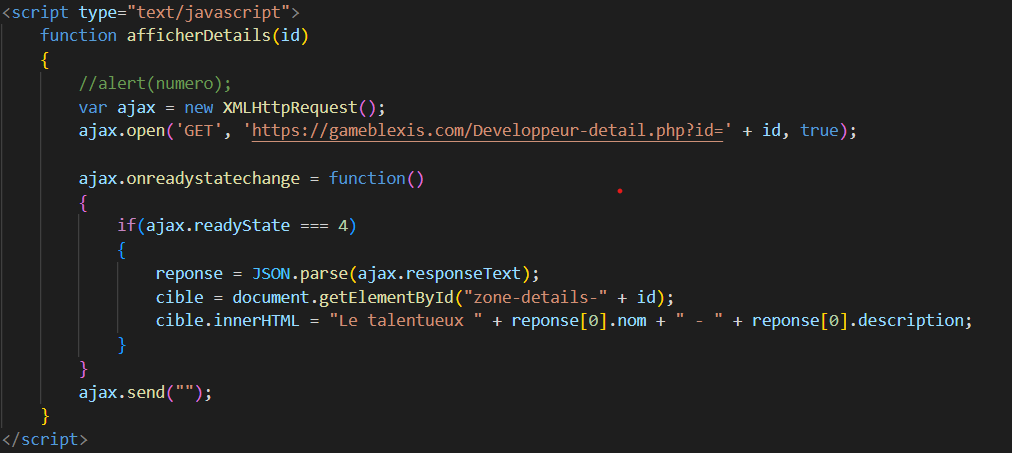 <script type="text/javascript">
function afficherDetails(id)
{
//alert(numero);
var ajax = new XMLHttpRequest();
ajax.open('GET', 'https://gameblexis.com/Developpeur-detail.php?id=' + id, true);
ajax.onreadystatechange = function()
{
if(ajax.readyState === 4)
{
reponse = JSON.parse(ajax.responseText);
cible = document.getElementById("zone-details-" + id);
cible.innerHTML = "Le talentueux " + reponse[0].nom + " - " + reponse[0].description;
}
}
ajax.send("");
}
</script>